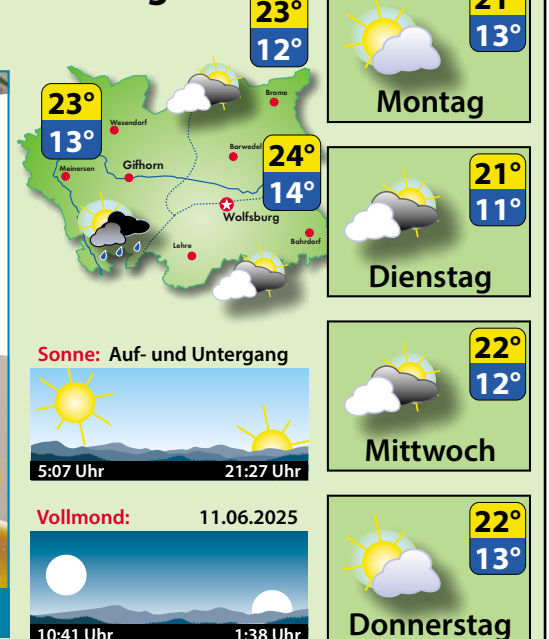 23°
12°
Brome
23°
13°
Wesendorf
Barwedel
24°
14°
Meinersen
Gifhorn
Wolfsburg
Lehre
Bahrdorf
Sonne: Auf- und Untergang
5:07 Uhr 21:27 Uhr
Vollmond: 11.06.2025
10:41 Uhr 1:38 Uhr
21°
13°
Montag
21°
11°
Dienstag
22°
12°
Mittwoch
22°
13°
Donnerstag